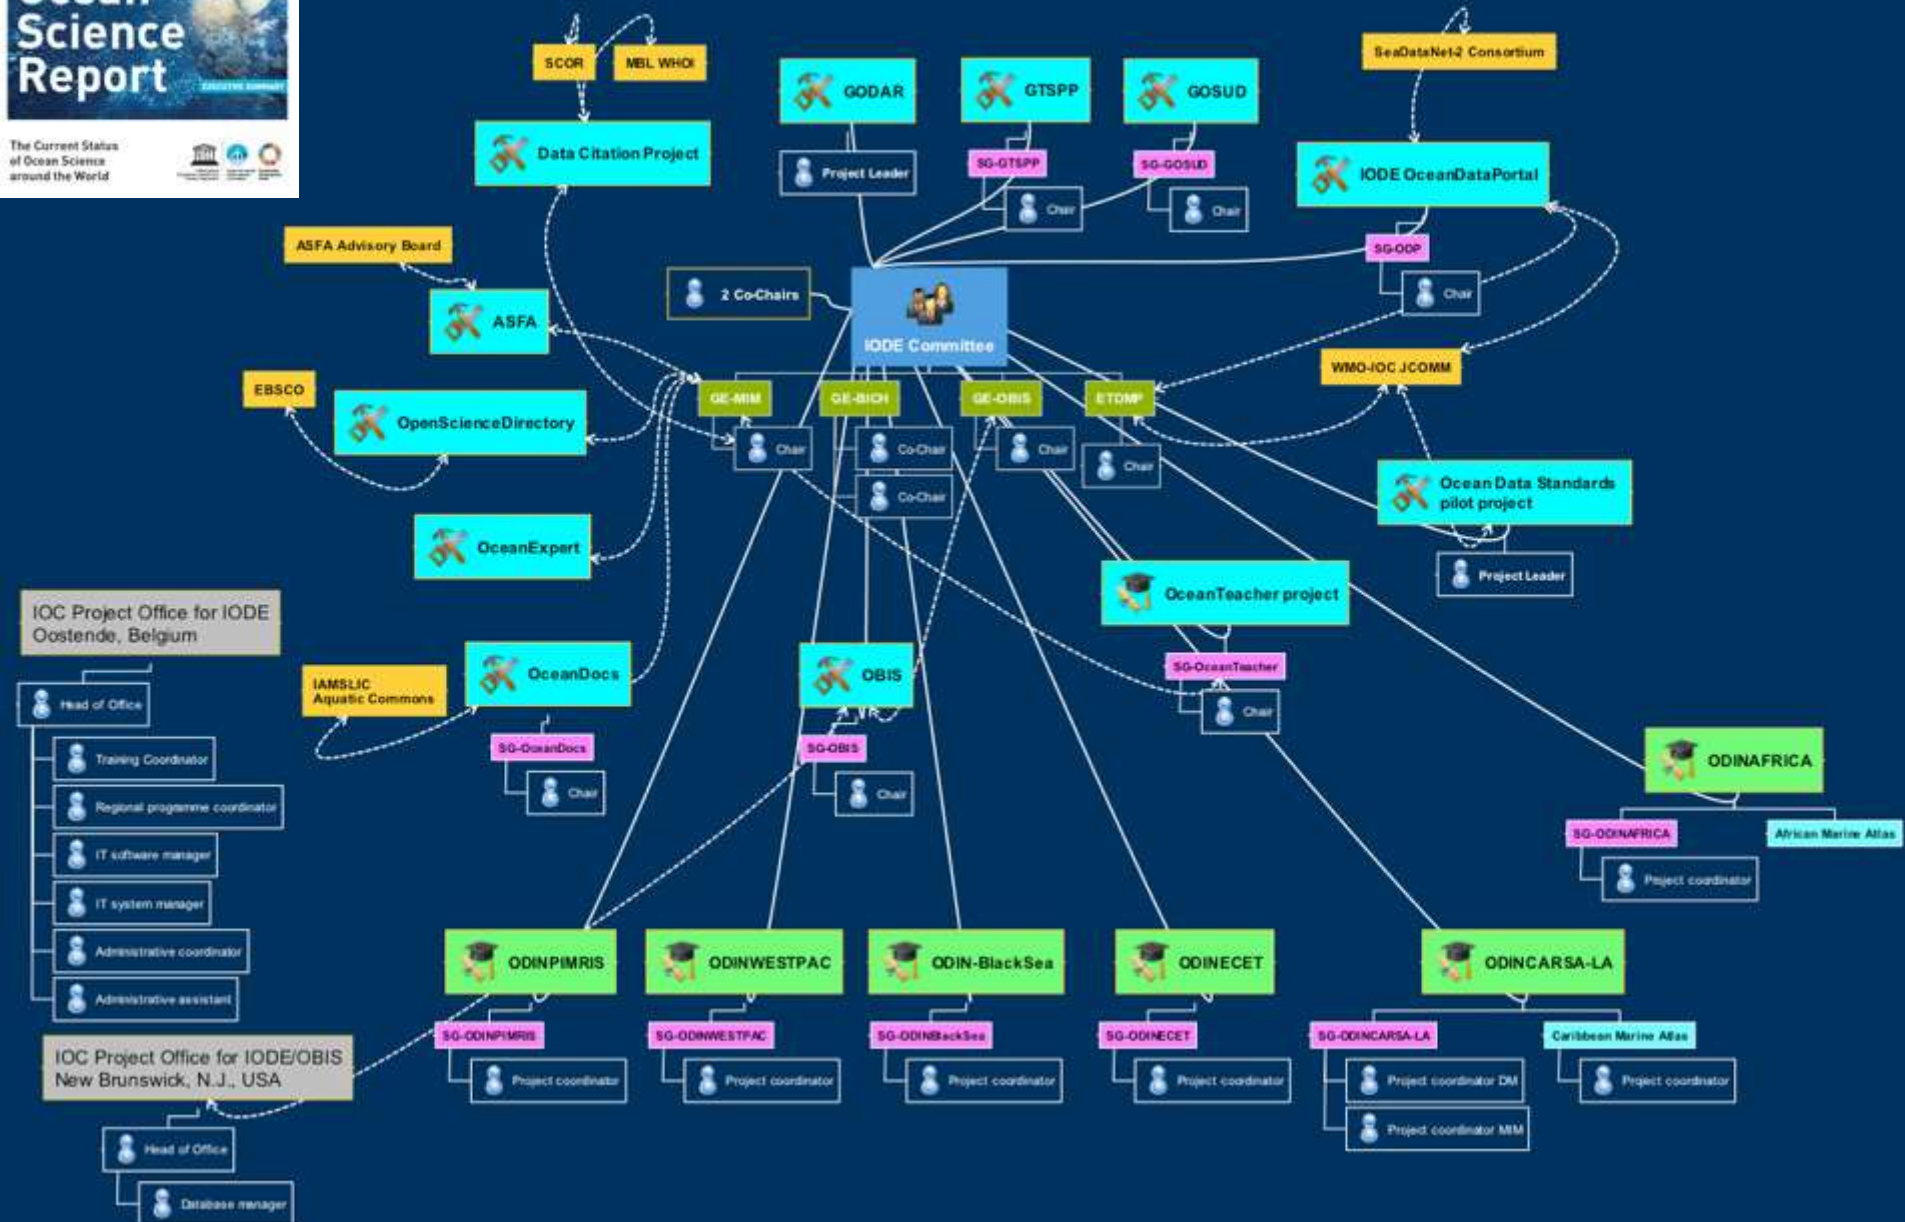 Science
Report
EXECUTIVE SUMMARY
The Current Status
of Ocean Science
around the World
SCOR
MBL WHOI
SeaDataNet-2 Consortium
GODAR
GTSPP
GOSUD
Data Citation Project
Project Leader
SG-GTSPP
SG-GOSUD
IODE OceanDataPortal
Chair
Chair
ASFA Advisory Board
SG-ODP
2 Co-Chairs
Chair
ASFA
IODE Committee
WMO-IOC JCOMM
EBSCO
GE-MIM
GE-BICH
GE-OBIS
ETDMP
OpenScienceDirectory
Chair
Co-Chair
Chair
Chair
Co-Chair
Ocean Data Standards
pilot project
OceanExpert
Project Leader
OceanTeacher project
IOC Project Office for IODE
Oostende, Belgium
SG-OceanTeacher
OceanDocs
OBIS
IAMSLIC
Aquatic Commons
Head of Office
Chair
SG-OceanDocs
SG-OBIS
Training Coordinator
Chair
Chair
ODINAFRICA
Regional programme coordinator
SG-ODINAFRICA
African Marine Atlas
IT software manager
Project coordinator
IT system manager
Administrative coordinator
ODINPIMRIS
ODINWESTPAC
ODIN-BlackSea
ODINECET
ODINCARSA-LA
Administrative assistant
SG-ODINPIMRIS
SG-ODINWESTPAC
SG-ODINBlackSea
SG-ODINECET
SG-ODINCARSA-LA
Caribbean Marine Atlas
IOC Project Office for IODE/OBIS
New Brunswick, N.J., USA
Project coordinator
Project coordinator
Project coordinator
Project coordinator
Project coordinator DM
Project coordinator
Project coordinator MIM
Head of Office
Database manager